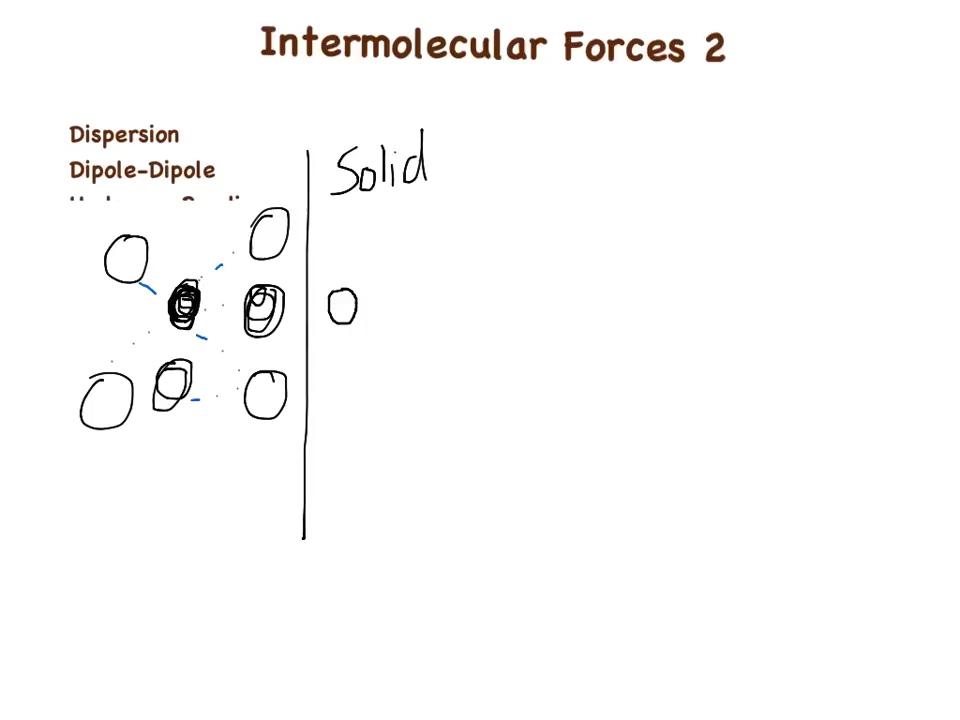 Intermolecular Forces 2
Dispersion
Dipole-Dipole
Solid